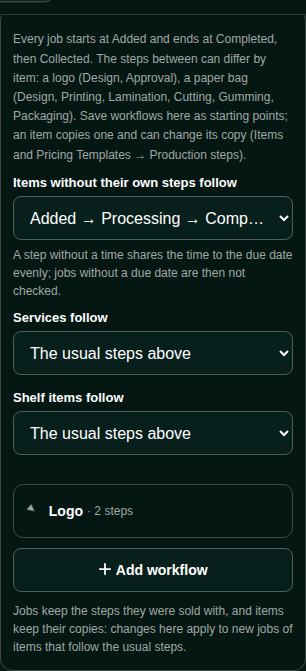 Every job starts at Added and ends at Completed,
then Collected. The steps between can differ by
item: a logo (Design, Approval), a paper bag
(Design, Printing, Lamination, Cutting, Gumming,
Packaging). Save workflows here as starting points;
an item copies one and can change its copy (Items
and Pricing Templates → Production steps).
Items without their own steps follow
Added → Processing → Comp…
A step without a time shares the time to the due date
evenly; jobs without a due date are then not
checked.
Services follow
The usual steps above
Shelf items follow
The usual steps above
Logo · 2 steps
+ Add workflow
Jobs keep the steps they were sold with, and items
keep their copies: changes here apply to new jobs of
items that follow the usual steps.